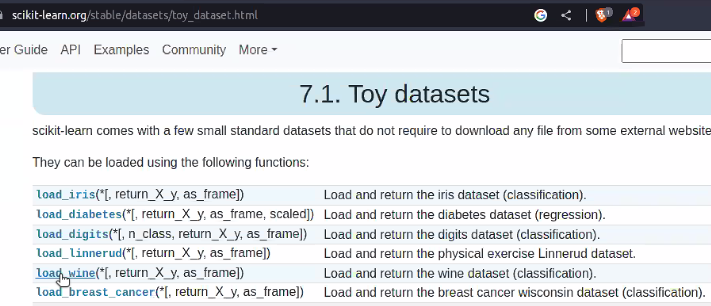 scikit-learn.org/stable/datasets/toy_dataset.html
1
2
er Guide API Examples Community More
7.1. Toy datasets
scikit-learn comes with a few small standard datasets that do not require to download any file from some external website
They can be loaded using the following functions:
load_iris(*[, return_X_y, as_frame]) Load and return the iris dataset (classification).
load_diabetes(*[, return_X_y, as_frame, scaled]) Load and return the diabetes dataset (regression).
load_digits(*[, n_class, return_X_y, as_frame]) Load and return the digits dataset (classification).
load_linnerud(*[, return_X_y, as_frame]) Load and return the physical exercise Linnerud dataset.
load_wine(*[, return_X_y, as_frame]) Load and return the wine dataset (classification).
load_breast_cancer(*[, return_X_y, as_frame]) Load and return the breast cancer wisconsin dataset (classification).